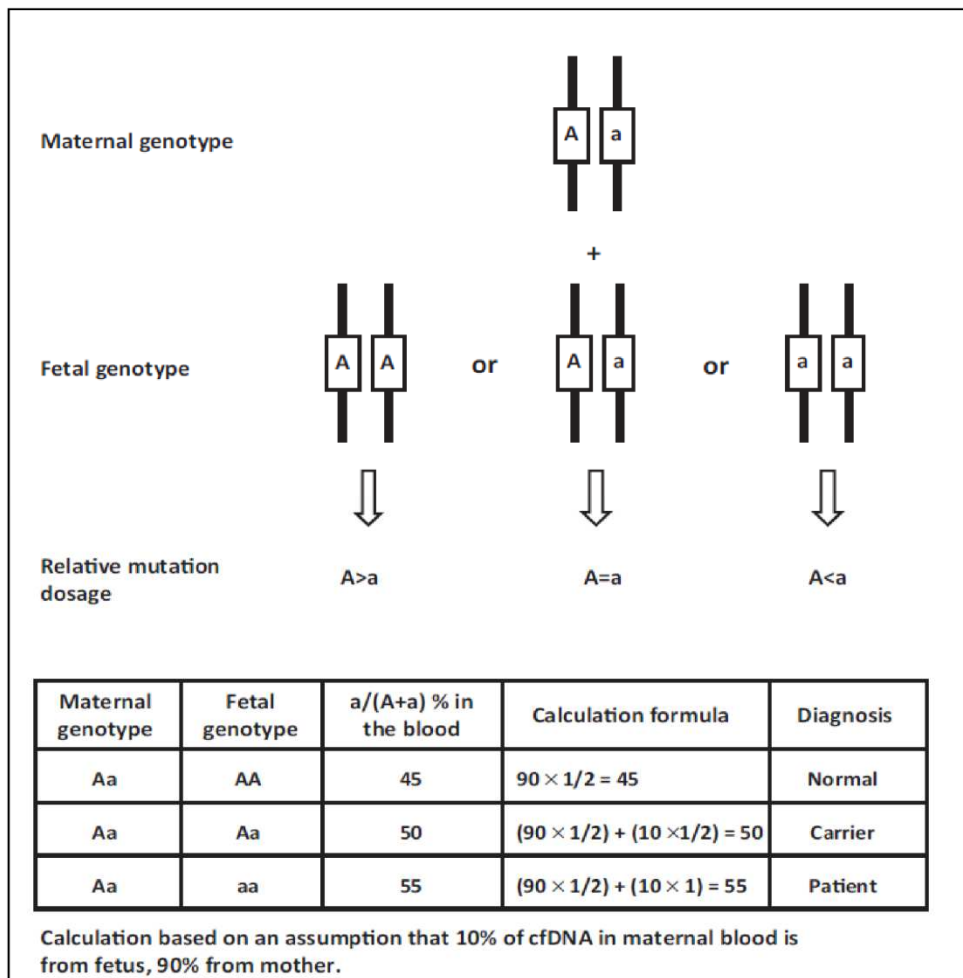 Maternal genotype
A a
+
Fetal genotype
A A or A a or a a
Relative mutation
dosage
A>a A=a A<a
Maternal genotype Fetal genotype a/(A+a) % in the blood Calculation formula Diagnosis
Aa AA 45 90 × 1/2 = 45 Normal
Aa Aa 50 (90 × 1/2) + (10 ×1/2) = 50 Carrier
Aa aa 55 (90 × 1/2) + (10 × 1) = 55 Patient
Calculation based on an assumption that 10% of cfDNA in maternal blood is
from fetus, 90% from mother.